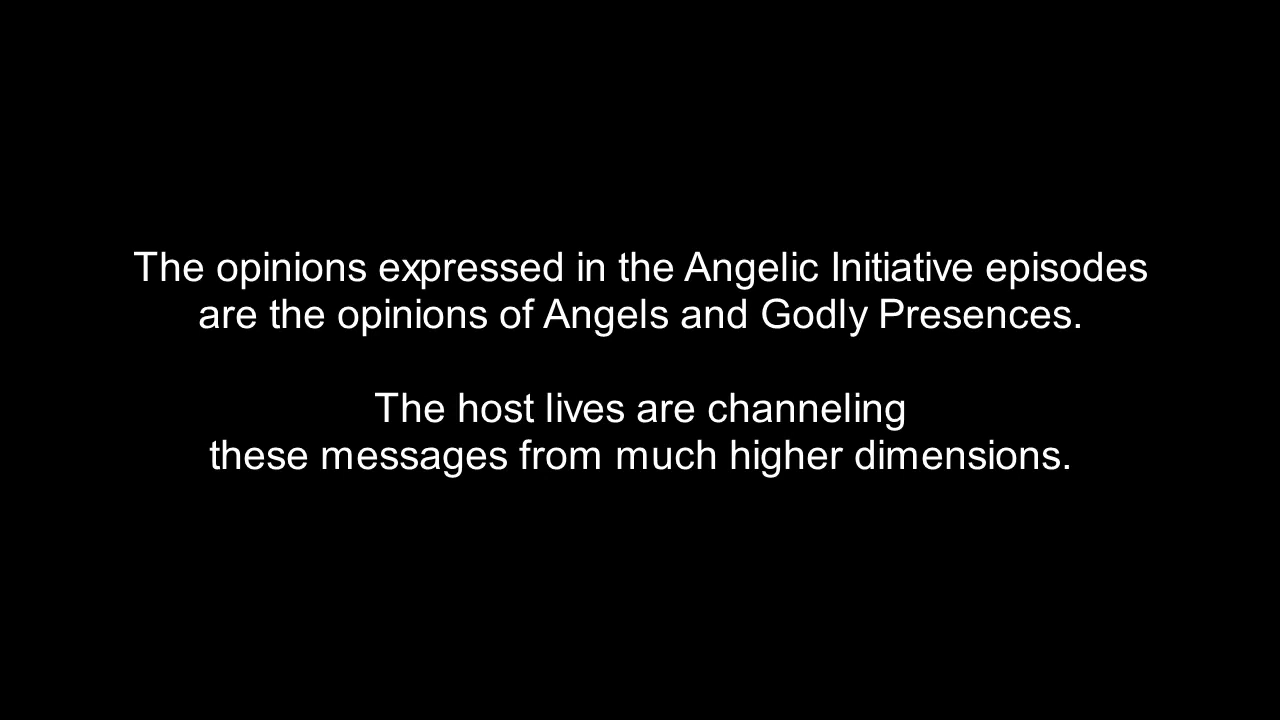 The opinions expressed in the Angelic Initiative episodes
are the opinions of Angels and Godly Presences.
The host lives are channeling
these messages from much higher dimensions.